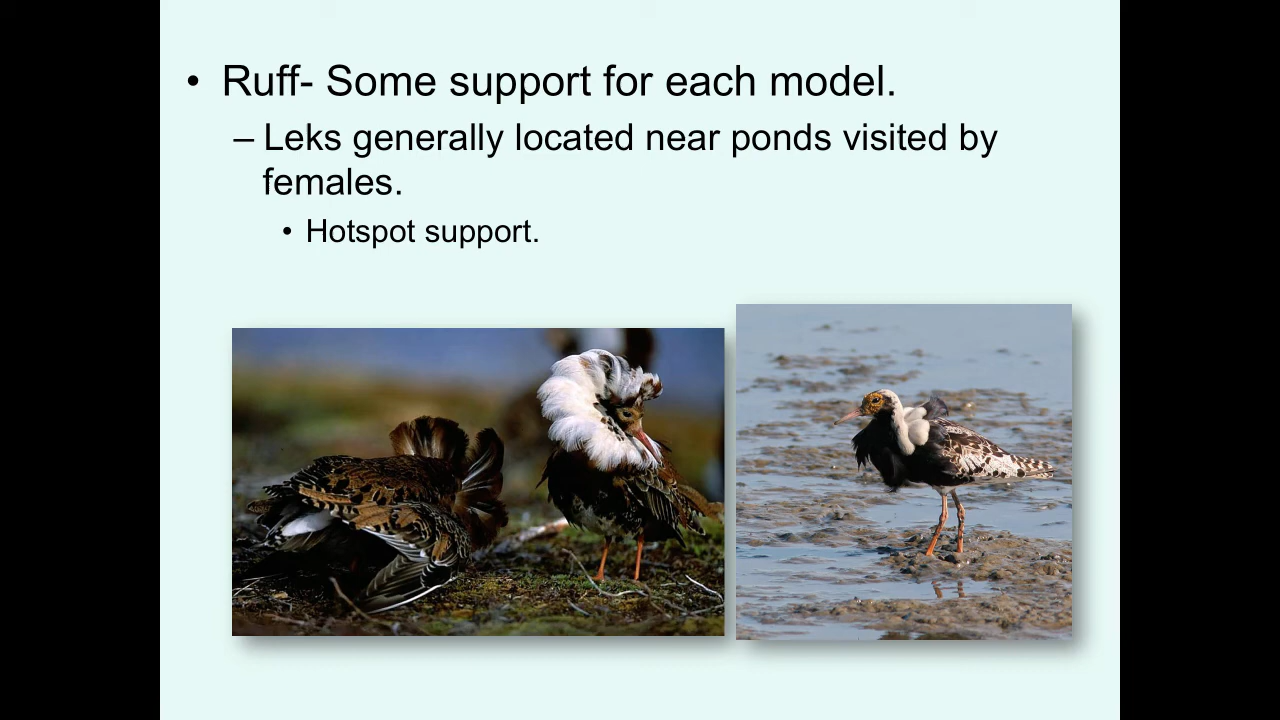 • Ruff- Some support for each model.
– Leks generally located near ponds visited by
females.
• Hotspot support.